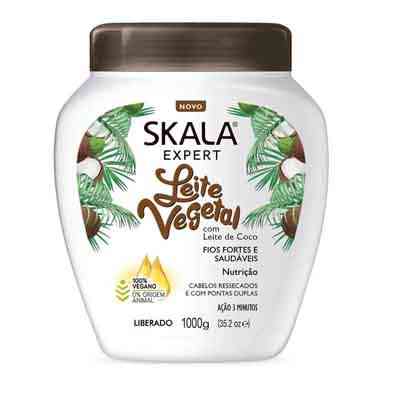 NOVO
SKALA®
EXPERT
Leite
Vegetal
com
Leite de Coco
FIOS FORTES E
SAUDÁVEIS
Nutrição
CABELOS RESSECADOS
E COM PONTAS DUPLAS
AÇÃO 3 MINUTOS
100%
VEGANO
0% ORIGEM
ANIMAL
LIBERADO
1000g (35.2 oz℮)